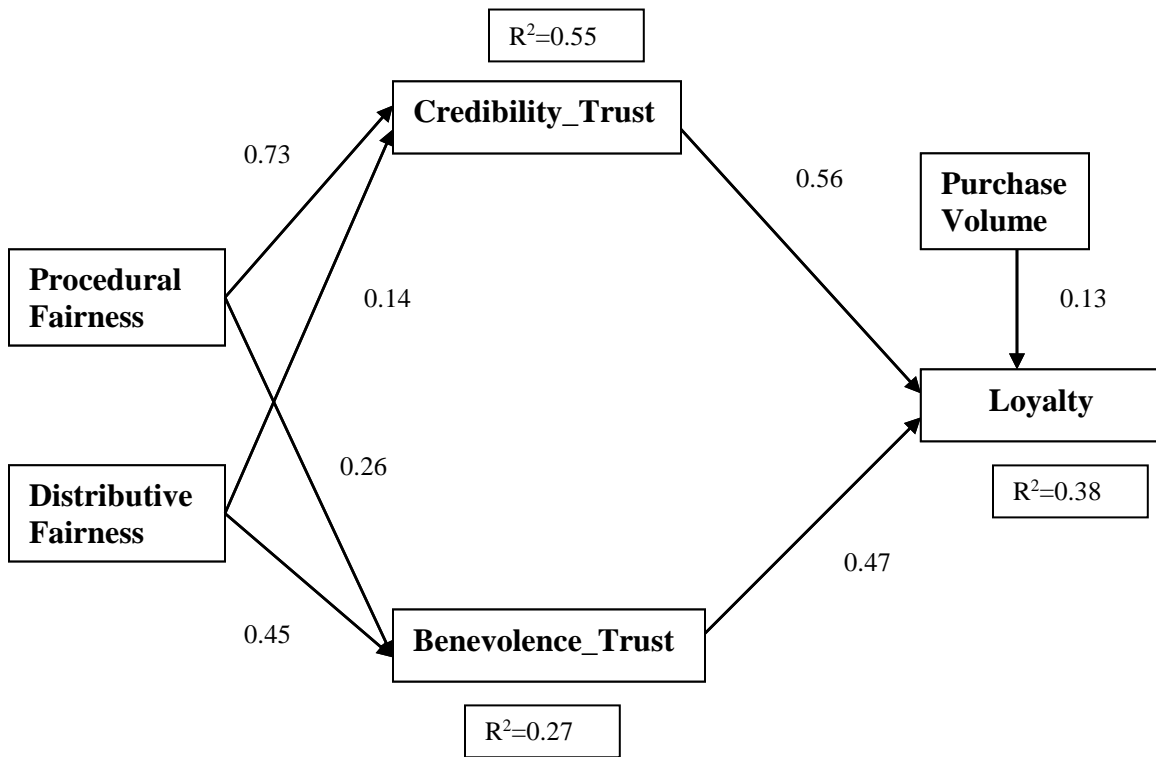 R²=0.55
Credibility_Trust
0.73
0.56
Purchase
Volume
Procedural
Fairness
0.14
0.13
Loyalty
0.26
Distributive
Fairness
R²=0.38
0.47
0.45
Benevolence_Trust
R²=0.27